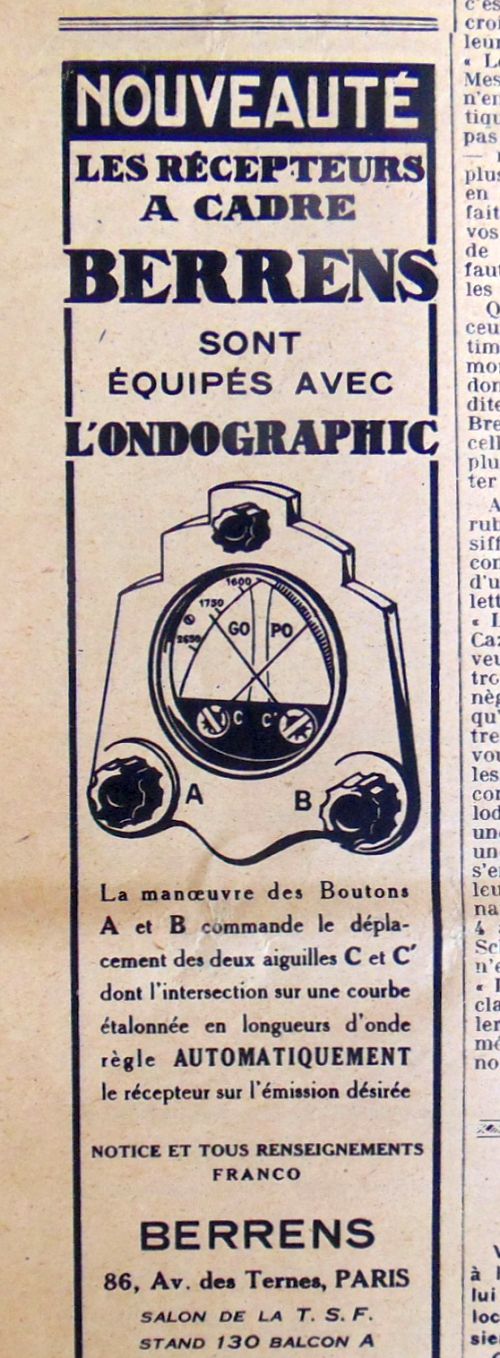 NOUVEAUTÉ
LES RÉCEPTEURS
A CADRE
BERRENS
SONT
ÉQUIPÉS AVEC
L'ONDOGRAPHIC
1600
1750
2650
GO PO
C C'
A
B
La manœuvre des Boutons
A et B commande le dépla-
cement des deux aiguilles C et C'
dont l'intersection sur une courbe
étalonnée en longueurs d'onde
règle AUTOMATIQUEMENT
le récepteur sur l'émission désirée
NOTICE ET TOUS RENSEIGNEMENTS
FRANCO
BERRENS
86, Av. des Ternes, PARIS
SALON DE LA T. S. F.
STAND 130 BALCON A